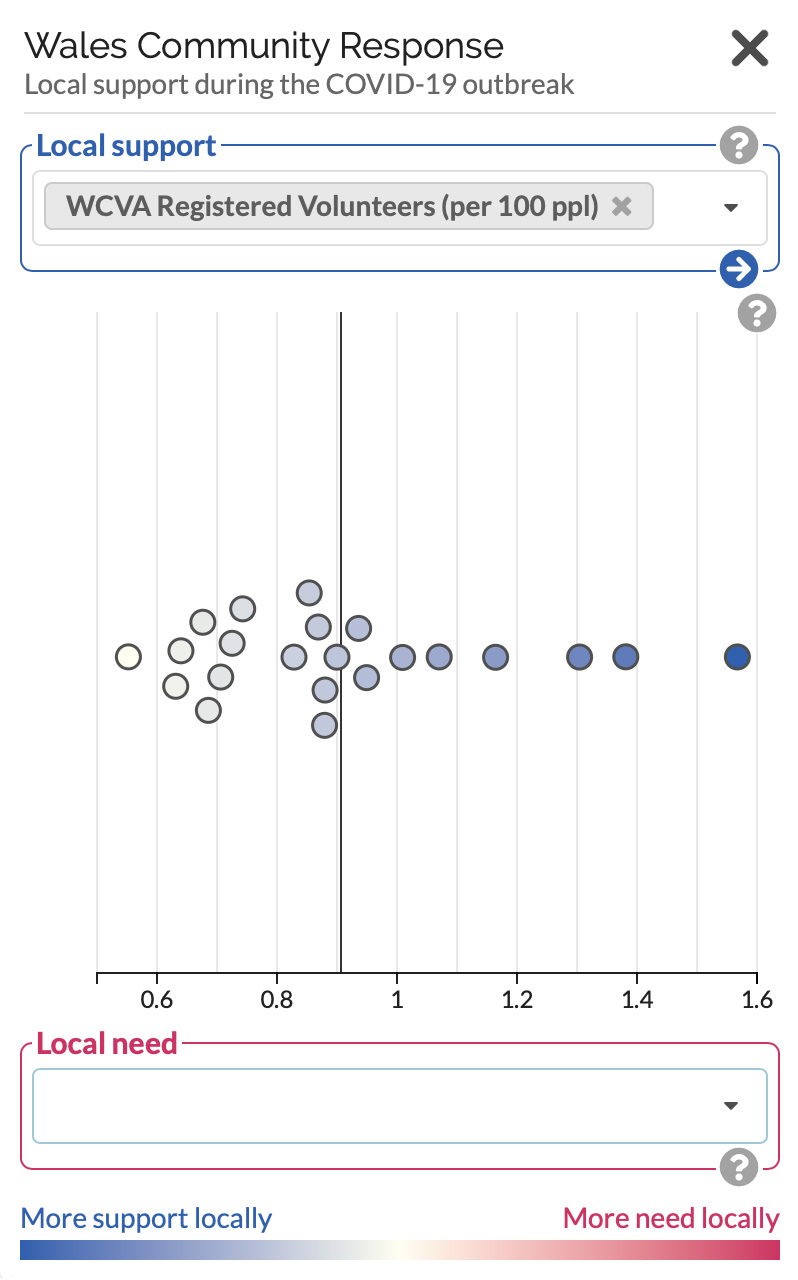 Wales Community Response
Local support during the COVID-19 outbreak
Local support
?
WCVA Registered Volunteers (per 100 ppl)
?
0.6 0.8 1 1.2 1.4 1.6
Local need
?
More support locally More need locally